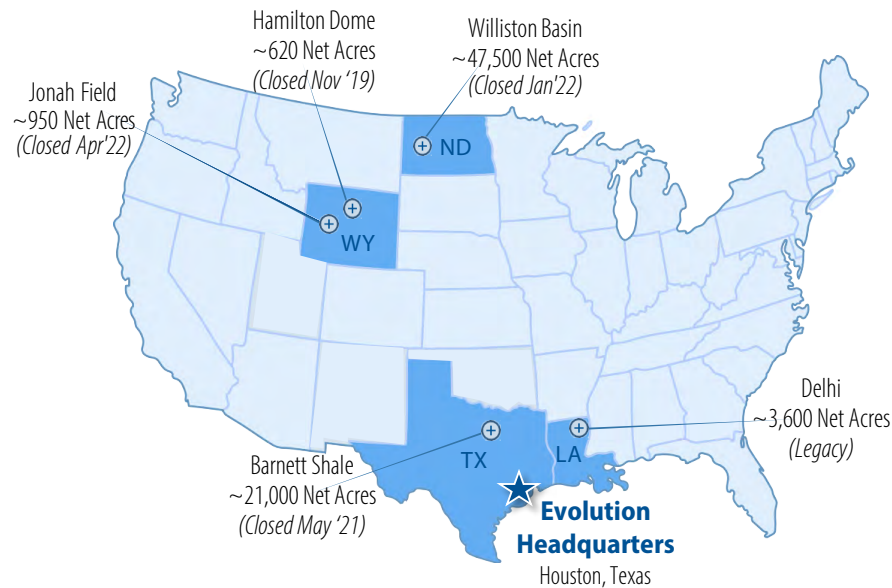 Hamilton Dome
~620 Net Acres
(Closed Nov ‘19)
Williston Basin
~47,500 Net Acres
(Closed Jan'22)
Jonah Field
~950 Net Acres
(Closed Apr'22)
ND
WY
Delhi
~3,600 Net Acres
(Legacy)
TX
LA
Barnett Shale
~21,000 Net Acres
(Closed May ‘21)
Evolution
Headquarters
Houston, Texas